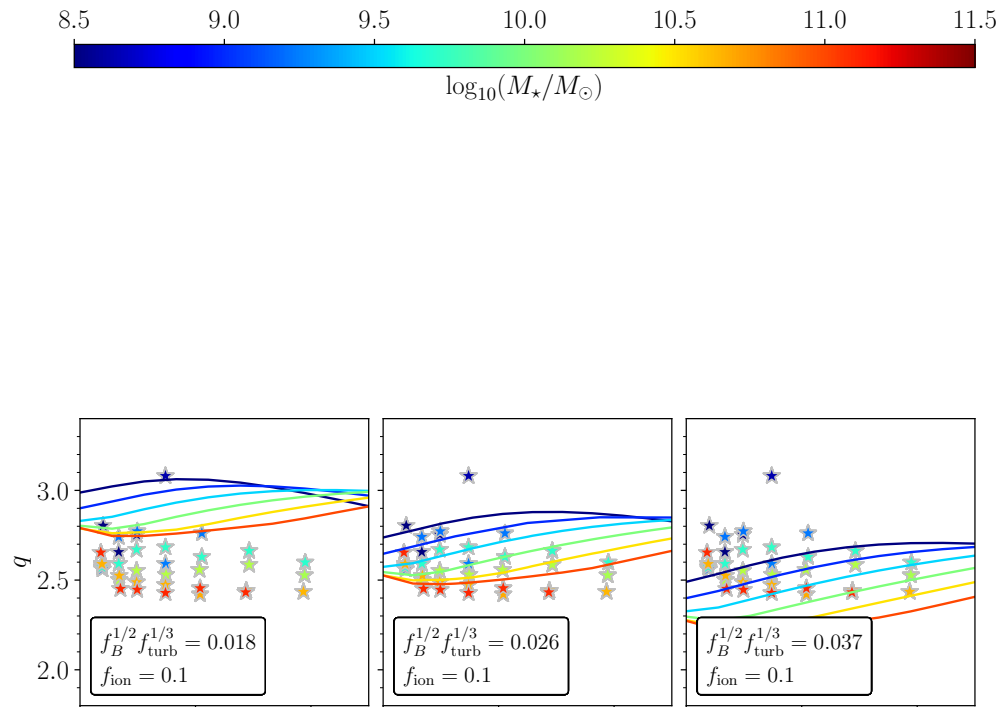 8.5 9.0 9.5 10.0 10.5 11.0 11.5
log₁₀(M⋆/M⊙)
3.0
2.5
2.0
q
f_B^{1/2} f_turb^{1/3} = 0.018
f_ion = 0.1
f_B^{1/2} f_turb^{1/3} = 0.026
f_ion = 0.1
f_B^{1/2} f_turb^{1/3} = 0.037
f_ion = 0.1